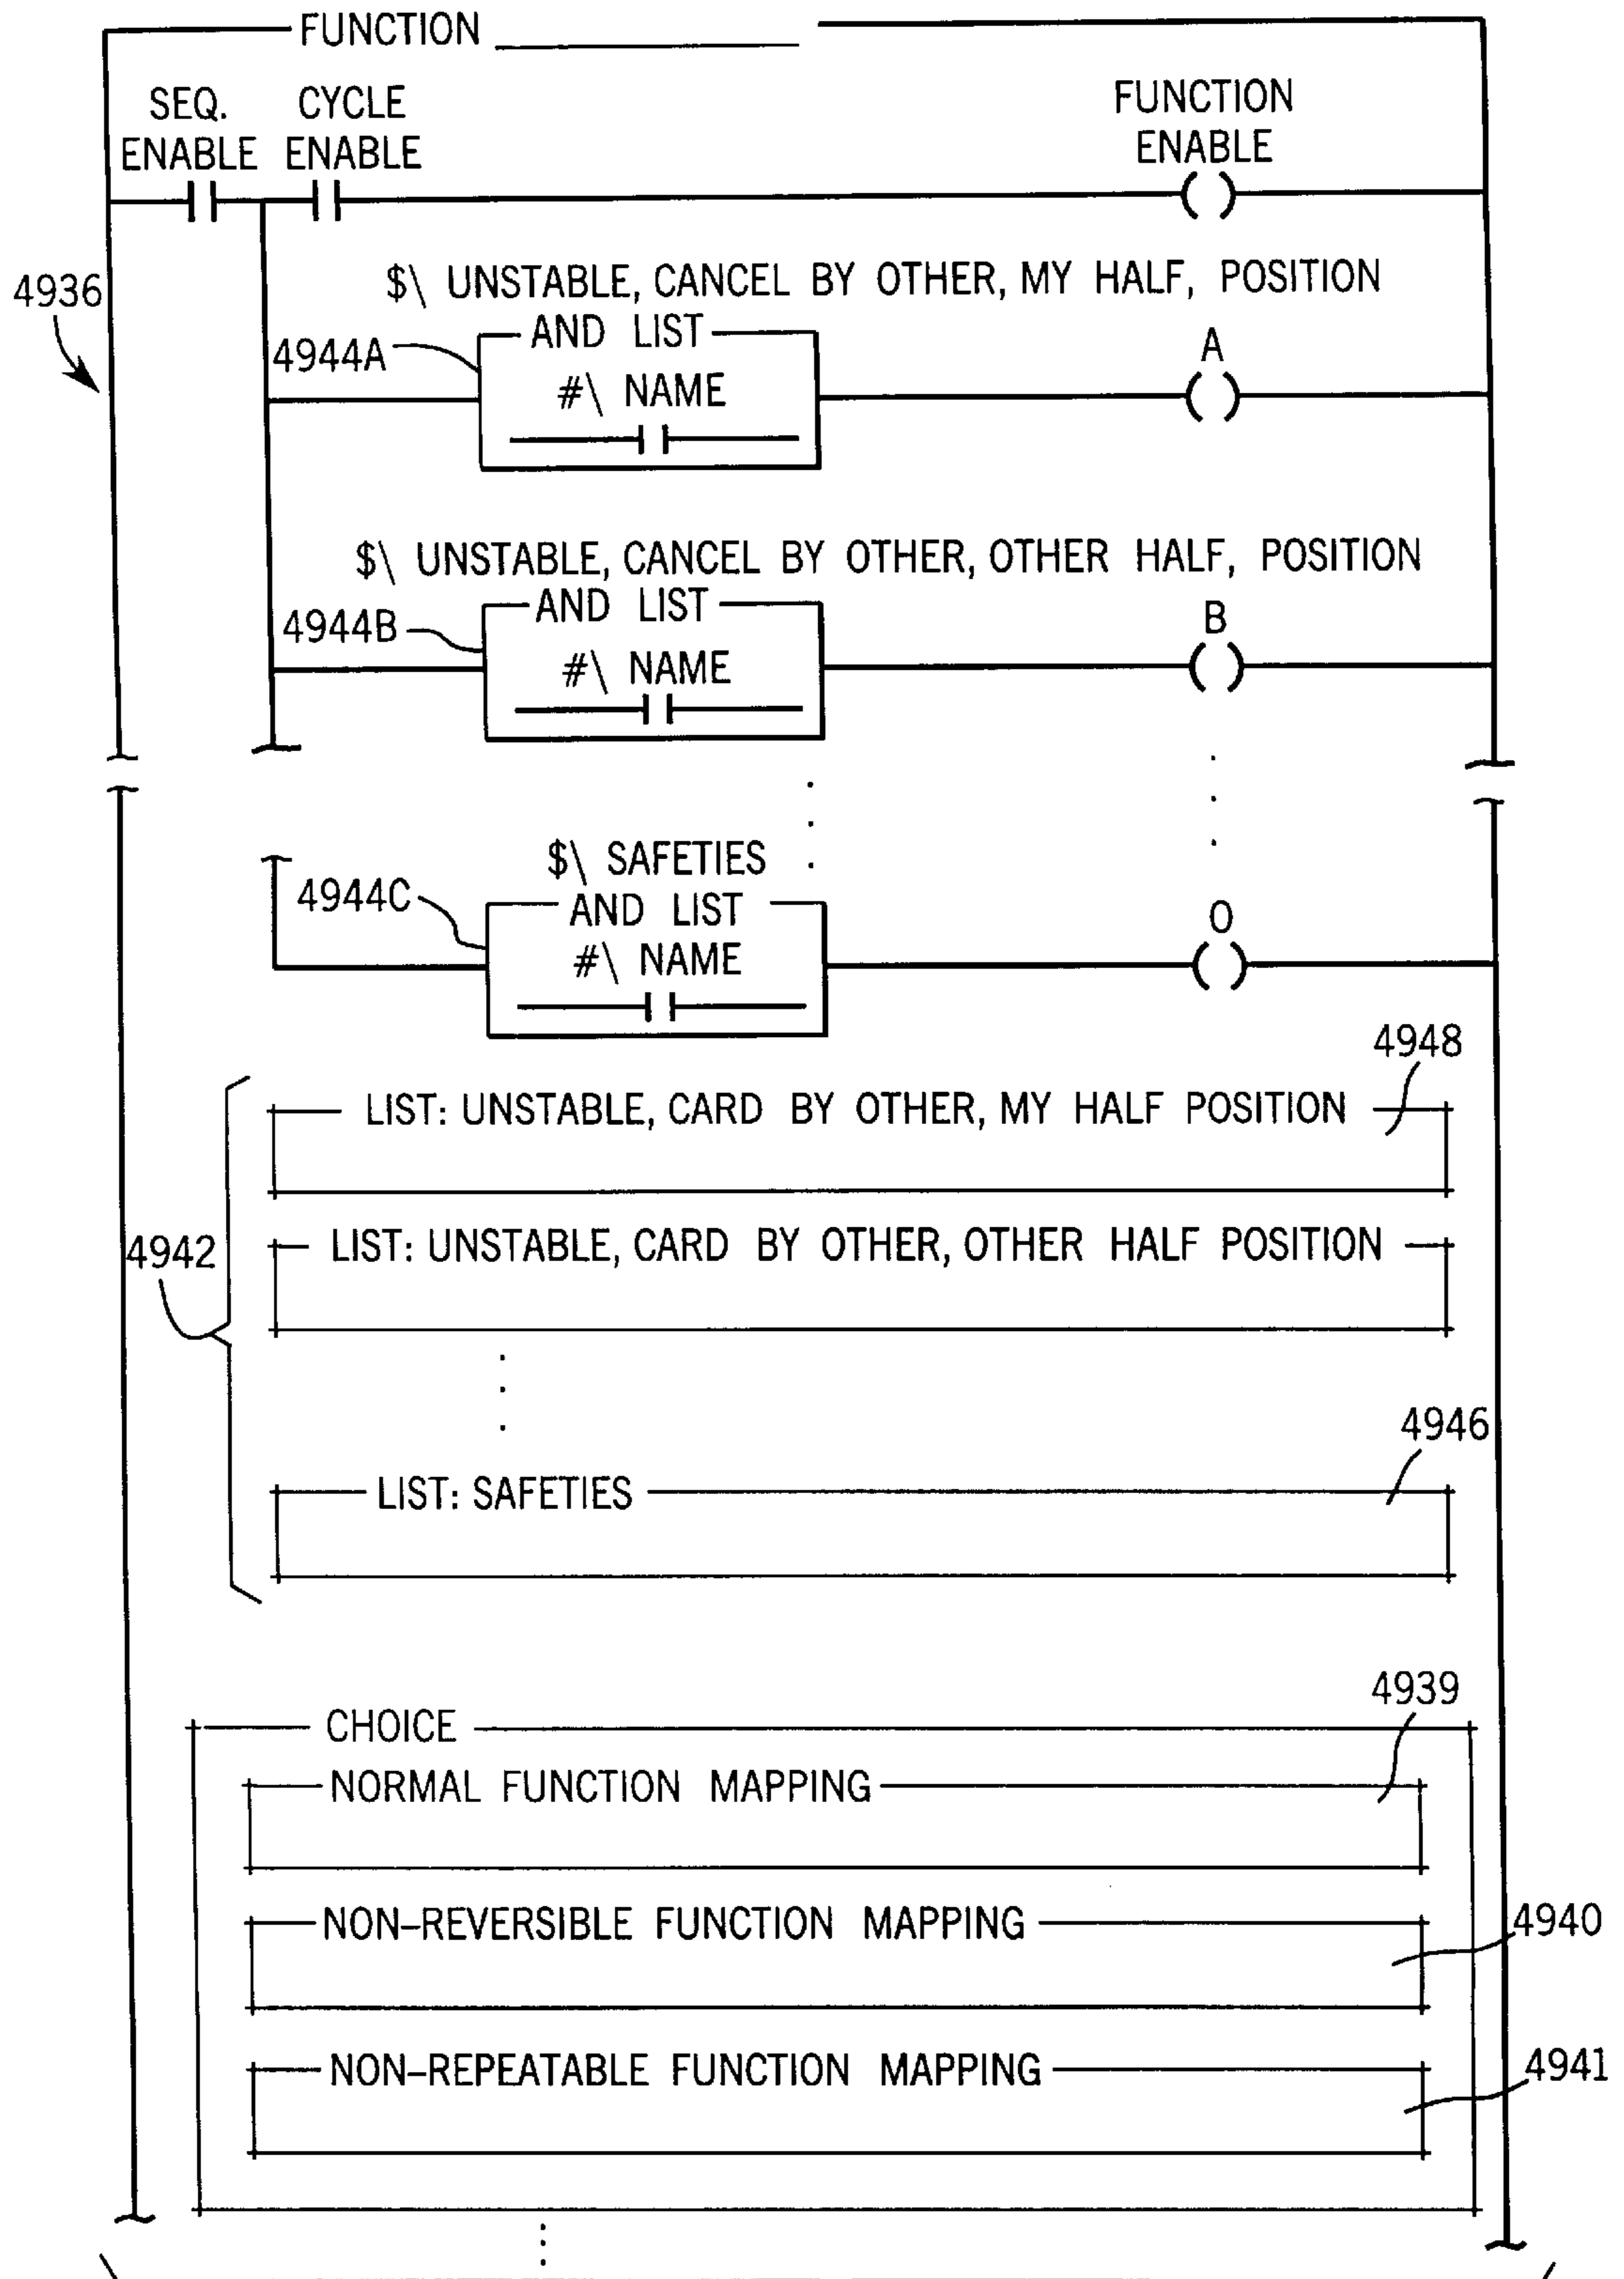 FUNCTION
SEQ. ENABLE
CYCLE ENABLE
FUNCTION ENABLE
4936
$\ UNSTABLE, CANCEL BY OTHER, MY HALF, POSITION
4944A
AND LIST
#\ NAME
A
$\ UNSTABLE, CANCEL BY OTHER, OTHER HALF, POSITION
4944B
AND LIST
#\ NAME
B
$\ SAFETIES
4944C
AND LIST
#\ NAME
O
4948
LIST: UNSTABLE, CARD BY OTHER, MY HALF POSITION
4942
LIST: UNSTABLE, CARD BY OTHER, OTHER HALF POSITION
4946
LIST: SAFETIES
4939
CHOICE
NORMAL FUNCTION MAPPING
NON-REVERSIBLE FUNCTION MAPPING
4940
NON-REPEATABLE FUNCTION MAPPING
4941